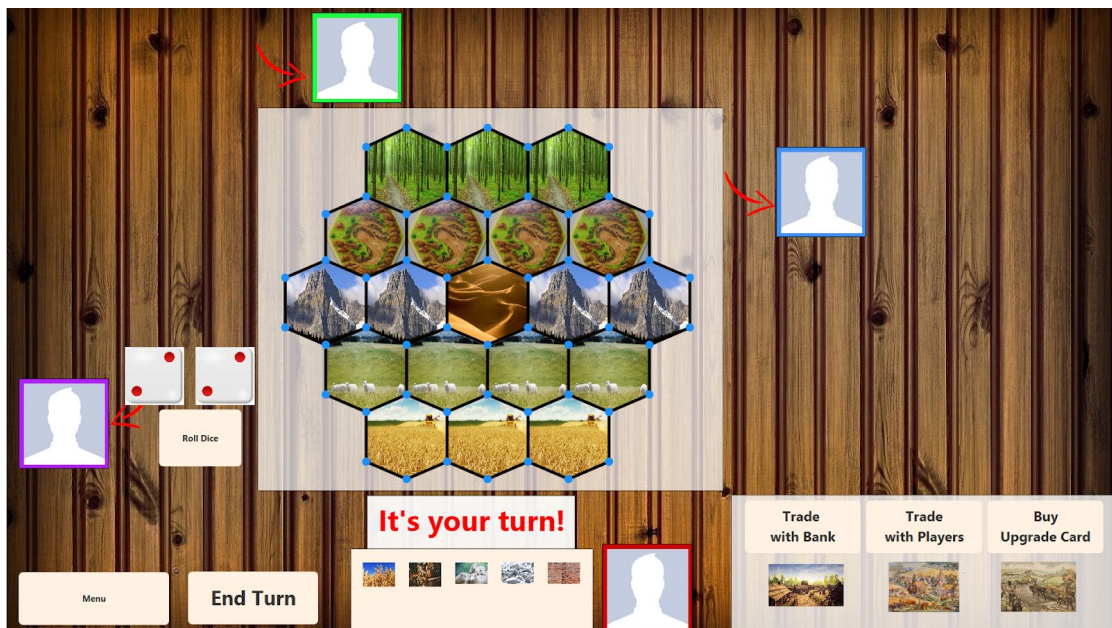 Roll Dice
It's your turn!
Trade
with Bank
Trade
with Players
Buy
Upgrade Card
Menu
End Turn